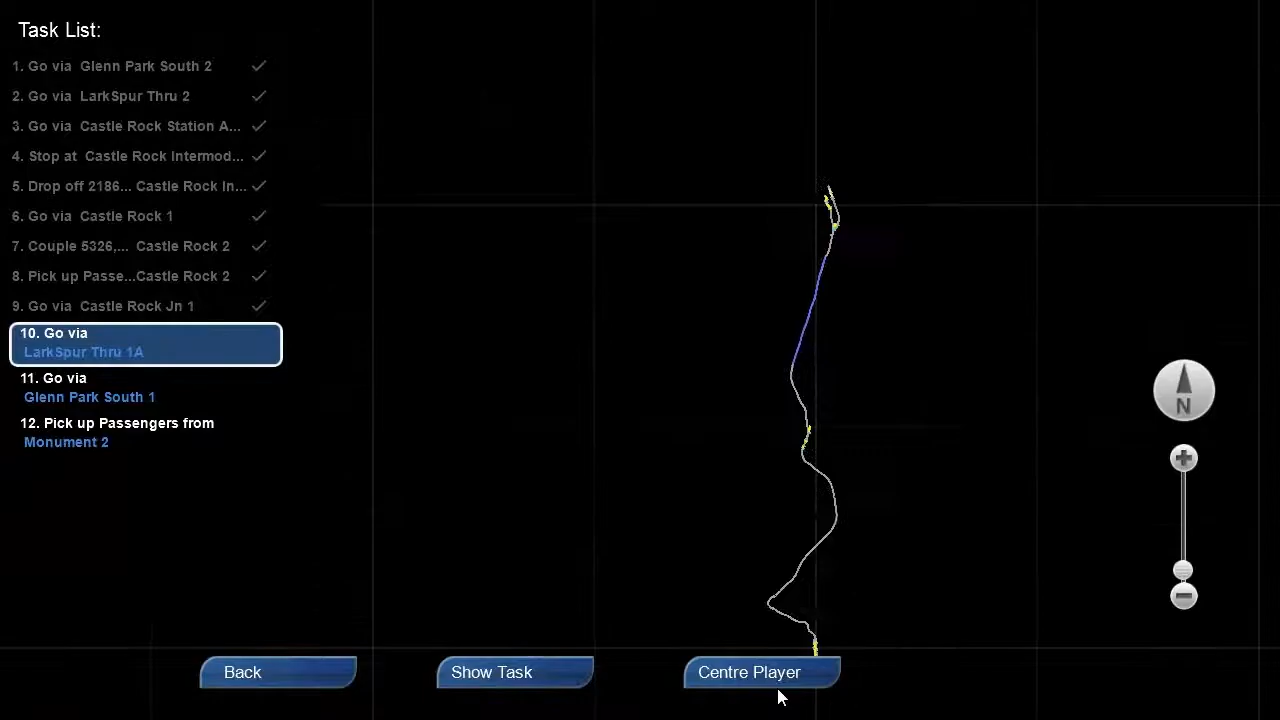 Task List:
1. Go via Glenn Park South 2
2. Go via LarkSpur Thru 2
3. Go via Castle Rock Station A...
4. Stop at Castle Rock Intermod...
5. Drop off 2186... Castle Rock In...
6. Go via Castle Rock 1
7. Couple 5326,... Castle Rock 2
8. Pick up Passe...Castle Rock 2
9. Go via Castle Rock Jn 1
10. Go via
LarkSpur Thru 1A
11. Go via
Glenn Park South 1
12. Pick up Passengers from
Monument 2
N
Back
Show Task
Centre Player